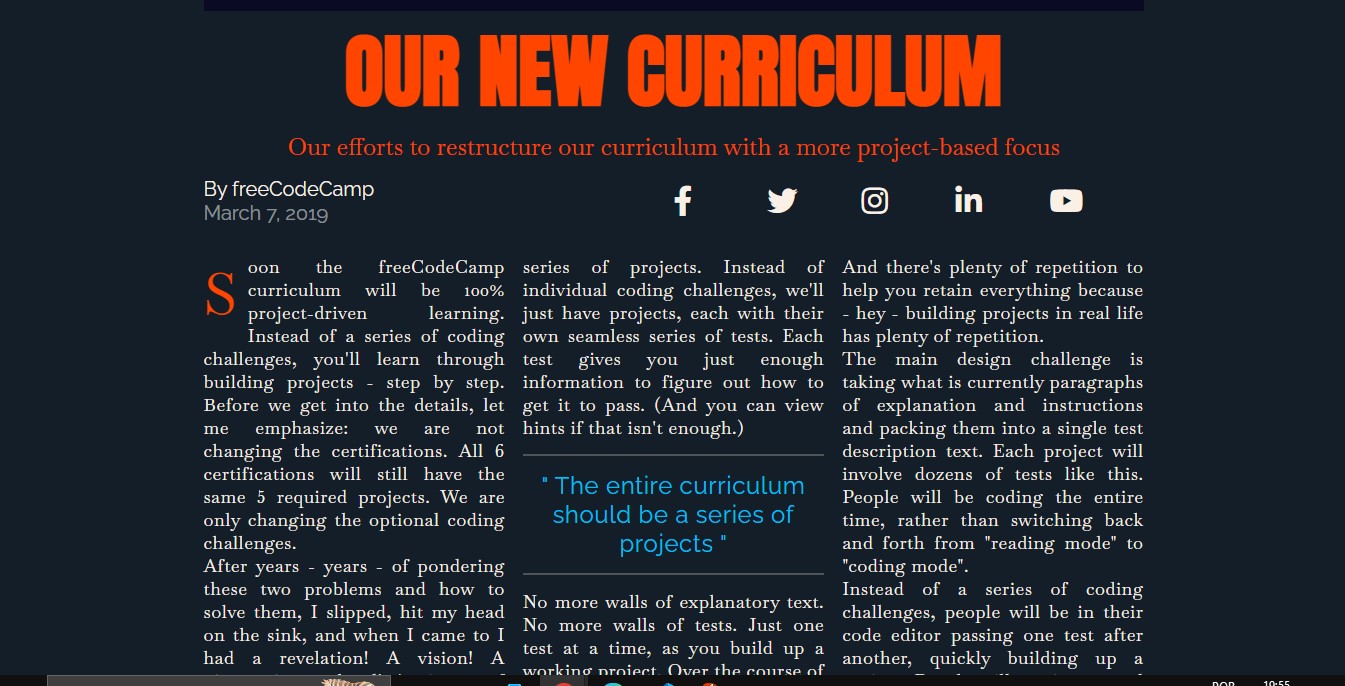 OUR NEW CURRICULUM
Our efforts to restructure our curriculum with a more project-based focus
By freeCodeCamp
March 7, 2019
Soon the freeCodeCamp
curriculum will be 100%
project-driven learning.
Instead of a series of coding
challenges, you'll learn through
building projects - step by step.
Before we get into the details, let
me emphasize: we are not
changing the certifications. All 6
certifications will still have the
same 5 required projects. We are
only changing the optional coding
challenges.
After years - years - of pondering
these two problems and how to
solve them, I slipped, hit my head
on the sink, and when I came to I
had a revelation! A vision! A
series of projects. Instead of
individual coding challenges, we'll
just have projects, each with their
own seamless series of tests. Each
test gives you just enough
information to figure out how to
get it to pass. (And you can view
hints if that isn't enough.)
" The entire curriculum
should be a series of
projects "
No more walls of explanatory text.
No more walls of tests. Just one
test at a time, as you build up a
working project. Over the course of
And there's plenty of repetition to
help you retain everything because
- hey - building projects in real life
has plenty of repetition.
The main design challenge is
taking what is currently paragraphs
of explanation and instructions
and packing them into a single test
description text. Each project will
involve dozens of tests like this.
People will be coding the entire
time, rather than switching back
and forth from "reading mode" to
"coding mode".
Instead of a series of coding
challenges, people will be in their
code editor passing one test after
another, quickly building up a
POR
19:55